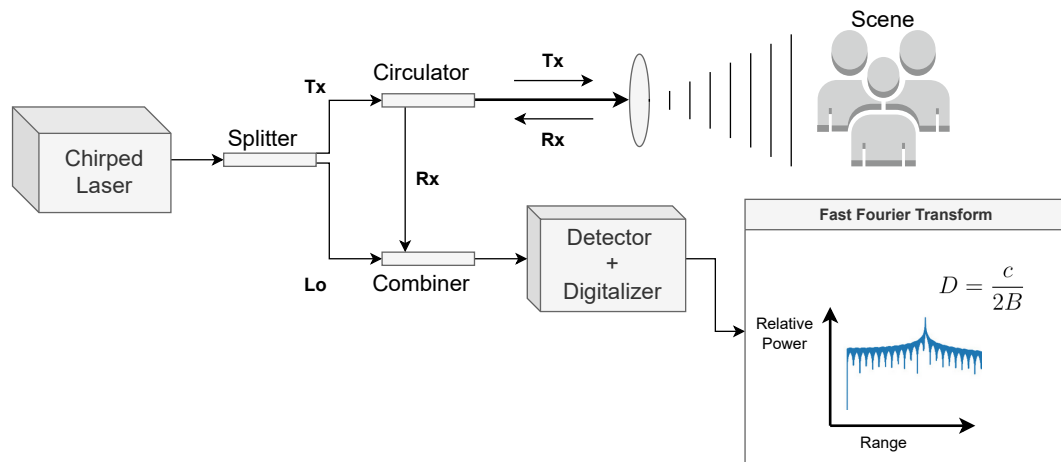 Scene
Tx
Circulator
Tx
Splitter
Rx
Chirped
Laser
Rx
Fast Fourier Transform
Detector
+
Digitalizer
Lo
Combiner
D = c/2B
Relative
Power
Range